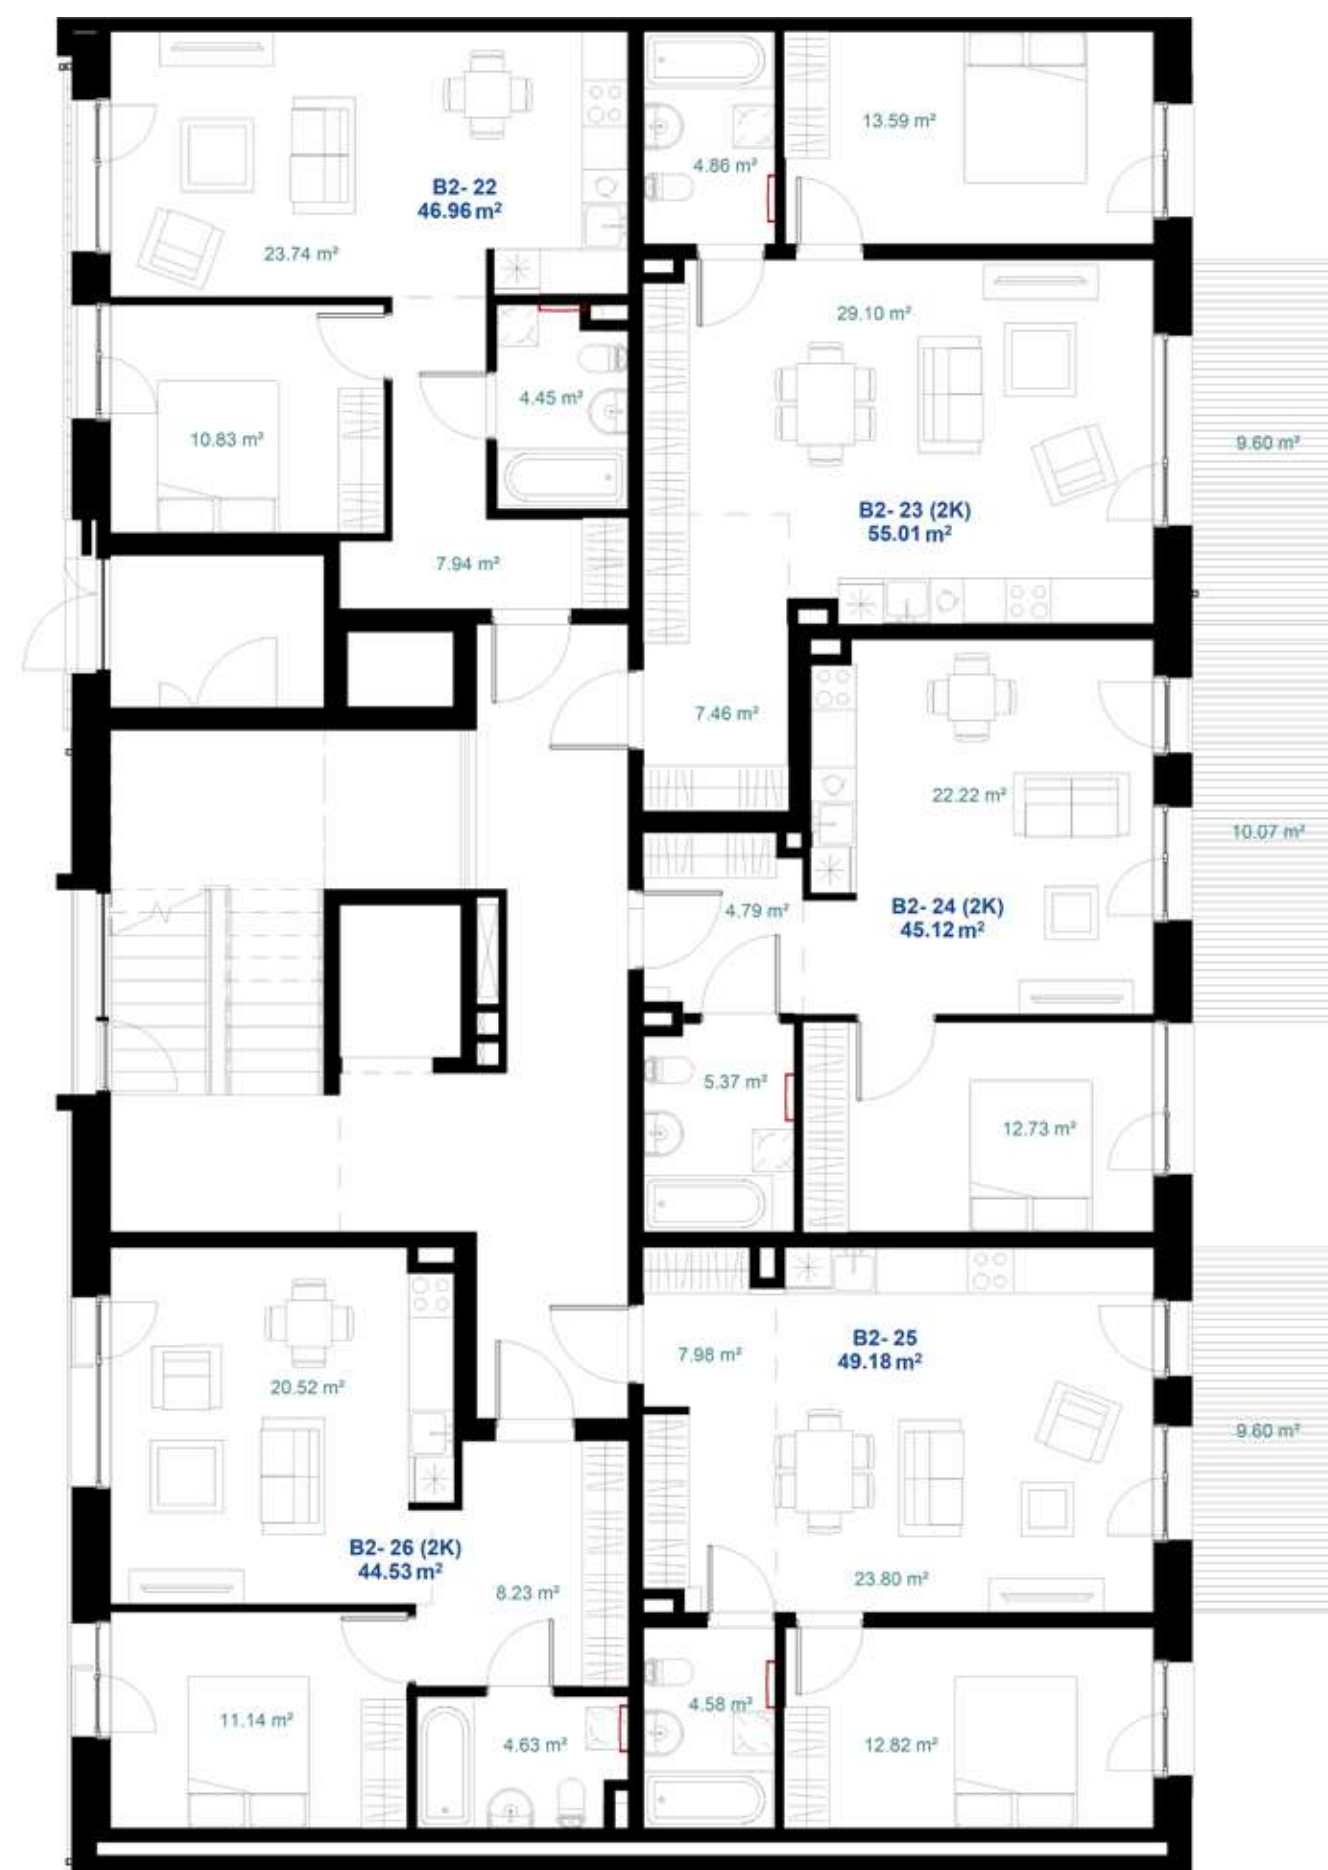 13.59 m²
4.86 m²
B2- 22
46.96 m²
23.74 m²
29.10 m²
4.45 m²
10.83 m²
9.60 m²
B2- 23 (2K)
55.01 m²
7.94 m²
7.46 m²
22.22 m²
10.07 m²
4.79 m²
B2- 24 (2K)
45.12 m²
5.37 m²
12.73 m²
B2- 25
49.18 m²
7.98 m²
20.52 m²
9.60 m²
B2- 26 (2K)
44.53 m²
8.23 m²
23.80 m²
4.58 m²
11.14 m²
4.63 m²
12.82 m²